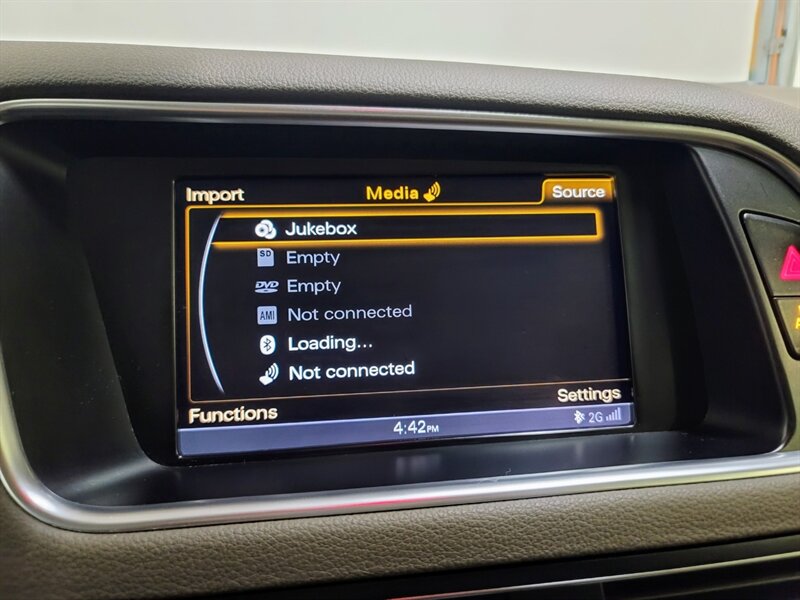 Import Media Source
Jukebox
SD Empty
DVD Empty
AMI Not connected
Loading...
Not connected
Functions Settings
4:42PM 2G